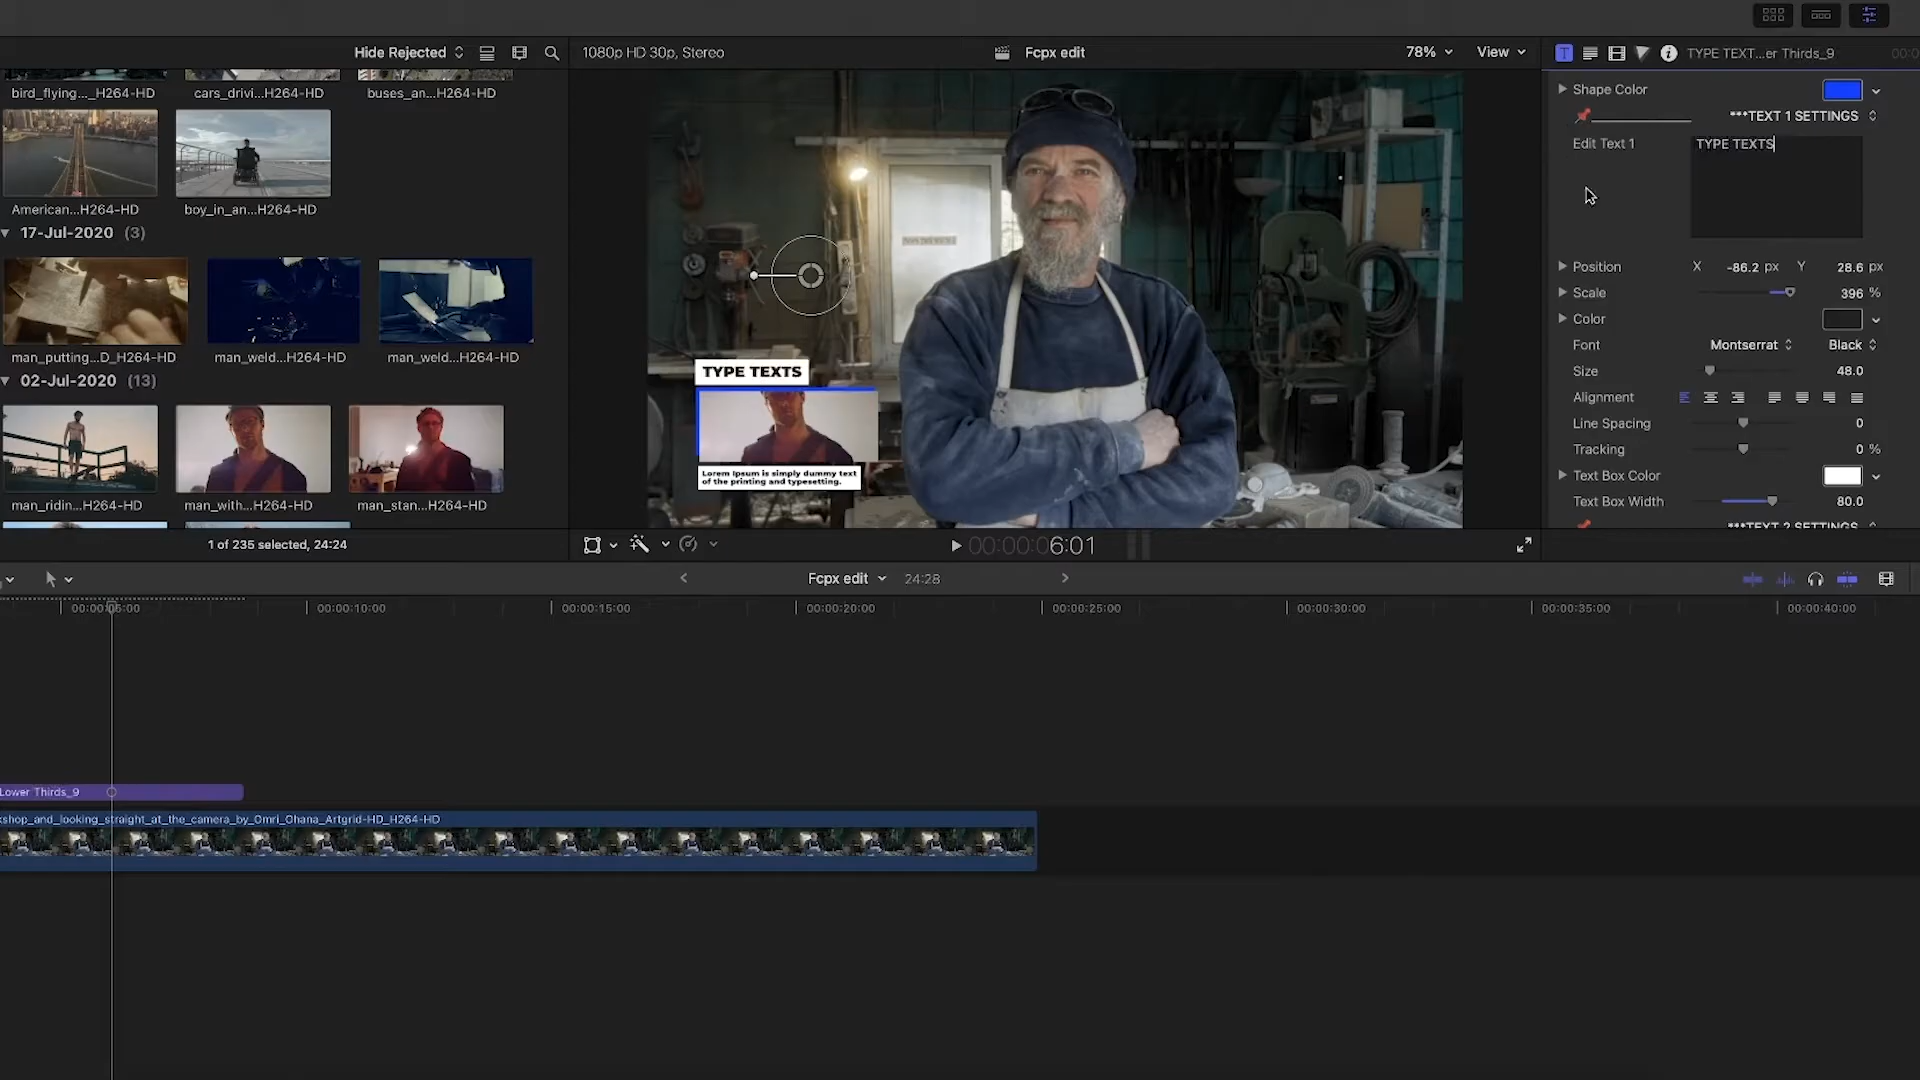 Hide Rejected
1080p HD 30p, Stereo
Fcpx edit
78%
View
TYPE TEXT...er Thirds_9
bird_flying..._H264-HD
cars_drivi...H264-HD
buses_an...H264-HD
American...H264-HD
boy_in_an...H264-HD
17-Jul-2020 (3)
man_putting...D_H264-HD
man_weld...H264-HD
man_weld...H264-HD
02-Jul-2020 (13)
man_ridin...H264-HD
man_with...H264-HD
man_stan...H264-HD
1 of 235 selected, 24:24
TYPE TEXTS
Lorem Ipsum is simply dummy text
of the printing and typesetting.
00:00:06:01
Shape Color
***TEXT 1 SETTINGS
Edit Text 1
TYPE TEXTS
Position X -86.2 px Y 28.6 px
Scale 396 %
Color
Font Montserrat Black
Size 48.0
Alignment
Line Spacing 0
Tracking 0 %
Text Box Color
Text Box Width 80.0
***TEXT 2 SETTINGS
Fcpx edit 24:28
00:00:05:00
00:00:10:00
00:00:15:00
00:00:20:00
00:00:25:00
00:00:30:00
00:00:35:00
00:00:40:00
Lower Thirds_9
kshop_and_looking_straight_at_the_camera_by_Omri_Ohana_Artgrid-HD_H264-HD